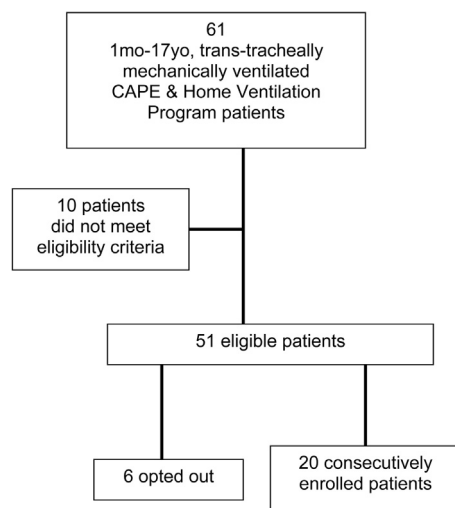 61
1mo-17yo, trans-tracheally
mechanically ventilated
CAPE & Home Ventilation
Program patients
10 patients
did not meet
eligibility criteria
51 eligible patients
6 opted out
20 consecutively
enrolled patients